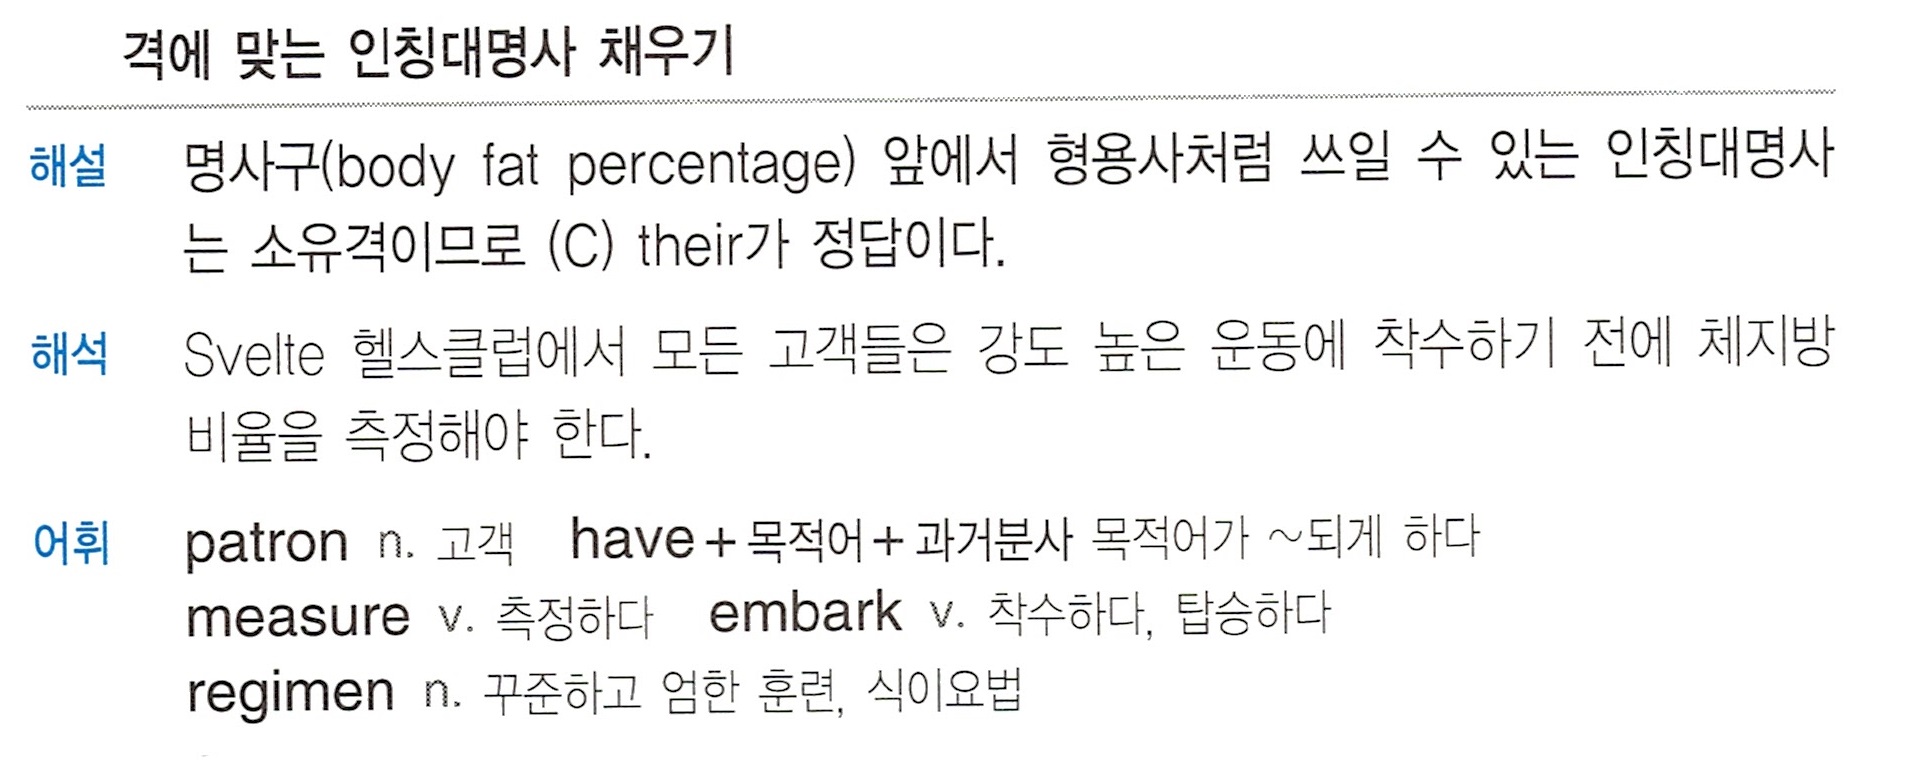 격에 맞는 인칭대명사 채우기
해설 명사구(body fat percentage) 앞에서 형용사처럼 쓰일 수 있는 인칭대명사
는 소유격이므로 (C) their가 정답이다.
해석 Svelte 헬스클럽에서 모든 고객들은 강도 높은 운동에 착수하기 전에 체지방
비율을 측정해야 한다.
어휘 patron n. 고객 have+목적어+과거분사 목적어가 ~되게 하다
measure v. 측정하다 embark v. 착수하다, 탑승하다
regimen n. 꾸준하고 엄한 훈련, 식이요법